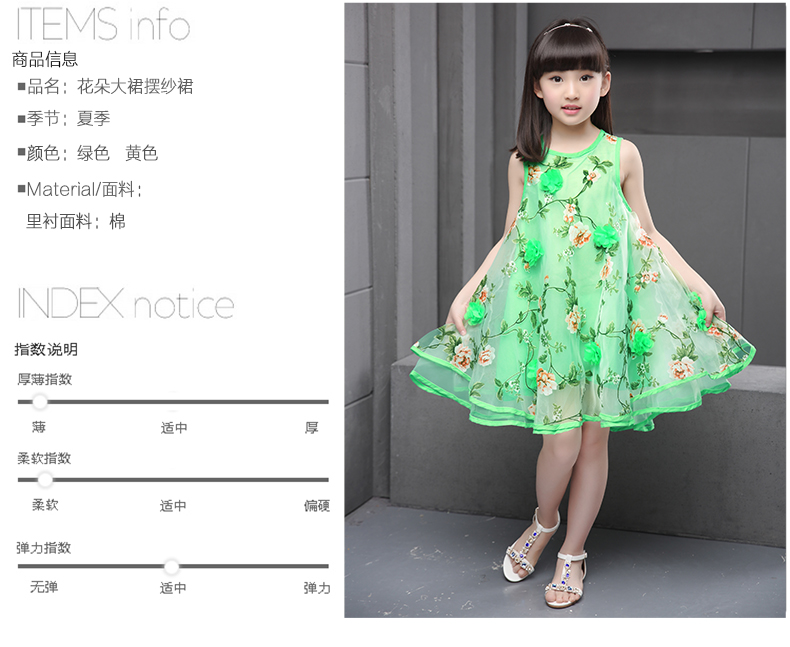 ITEMS info
商品信息
■品名：花朵大裙摆纱裙
■季节：夏季
■颜色：绿色 黄色
■Material/面料：
里衬面料：棉
INDEX notice
指数说明
厚薄指数
薄 适中 厚
柔软指数
柔软 适中 偏硬
弹力指数
无弹 适中 弹力